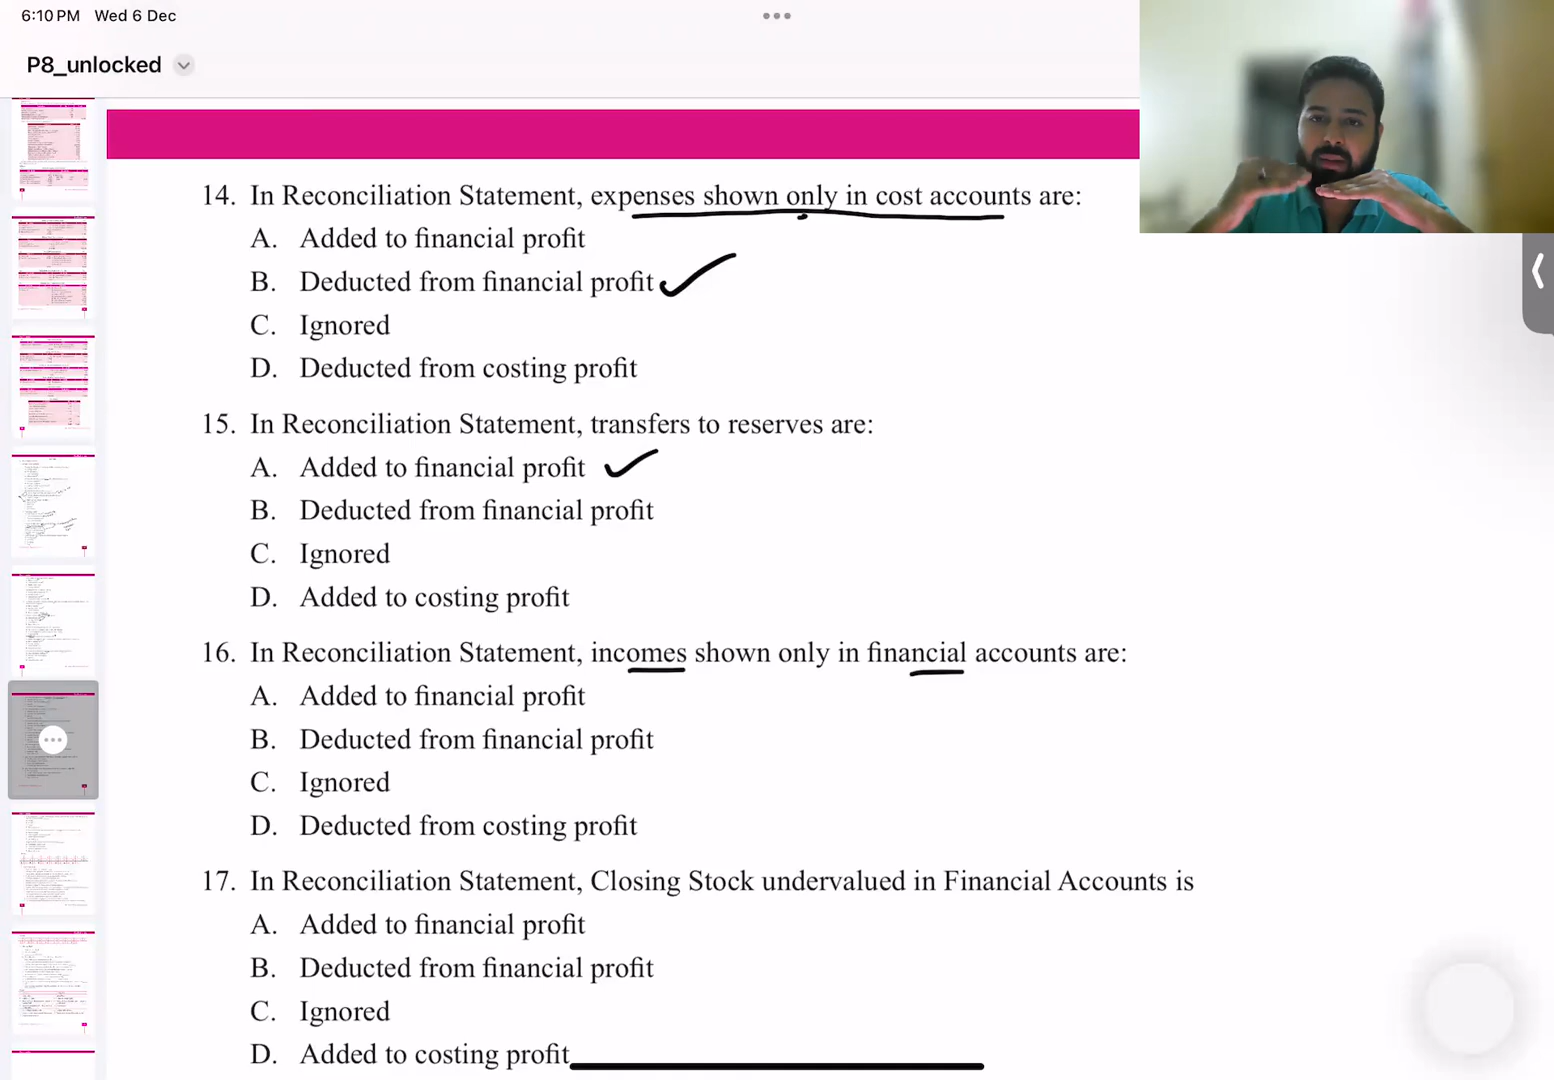 6:10 PM Wed 6 Dec
P8_unlocked
14. In Reconciliation Statement, expenses shown only in cost accounts are:
A. Added to financial profit
B. Deducted from financial profit
C. Ignored
D. Deducted from costing profit
15. In Reconciliation Statement, transfers to reserves are:
A. Added to financial profit
B. Deducted from financial profit
C. Ignored
D. Added to costing profit
16. In Reconciliation Statement, incomes shown only in financial accounts are:
A. Added to financial profit
B. Deducted from financial profit
C. Ignored
D. Deducted from costing profit
17. In Reconciliation Statement, Closing Stock undervalued in Financial Accounts is
A. Added to financial profit
B. Deducted from financial profit
C. Ignored
D. Added to costing profit